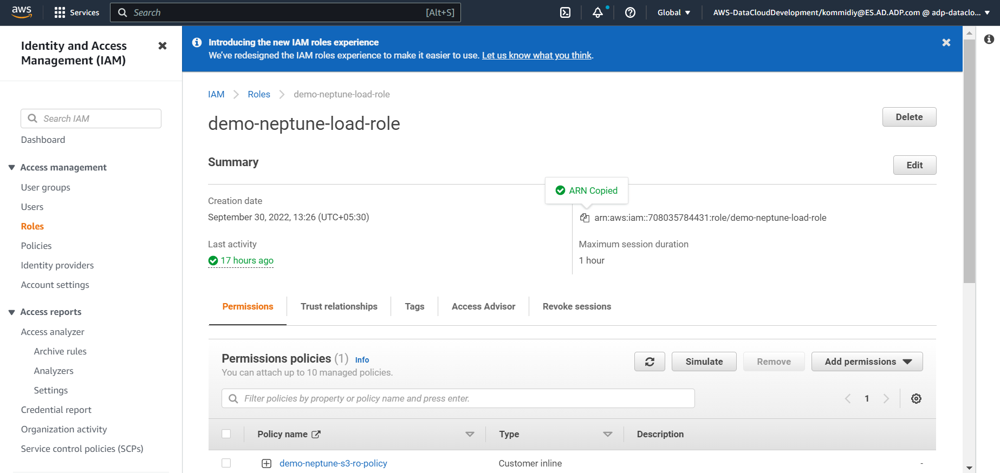 aws
Services
Search
[Alt+S]
Global
AWS-DataCloudDevelopment/kommidiy@ES.AD.ADP.com @ adp-dataclo...
Identity and Access
Management (IAM)
Search IAM
Dashboard
Access management
User groups
Users
Roles
Policies
Identity providers
Account settings
Access reports
Access analyzer
Archive rules
Analyzers
Settings
Credential report
Organization activity
Service control policies (SCPs)
Introducing the new IAM roles experience
We've redesigned the IAM roles experience to make it easier to use. Let us know what you think.
IAM
Roles
demo-neptune-load-role
demo-neptune-load-role
Delete
Summary
Edit
ARN Copied
Creation date
September 30, 2022, 13:26 (UTC+05:30)
arn:aws:iam::708035784431:role/demo-neptune-load-role
Last activity
17 hours ago
Maximum session duration
1 hour
Permissions
Trust relationships
Tags
Access Advisor
Revoke sessions
Permissions policies (1) Info
You can attach up to 10 managed policies.
Simulate
Remove
Add permissions
Filter policies by property or policy name and press enter.
1
Policy name
Type
Description
demo-neptune-s3-ro-policy
Customer inline
-